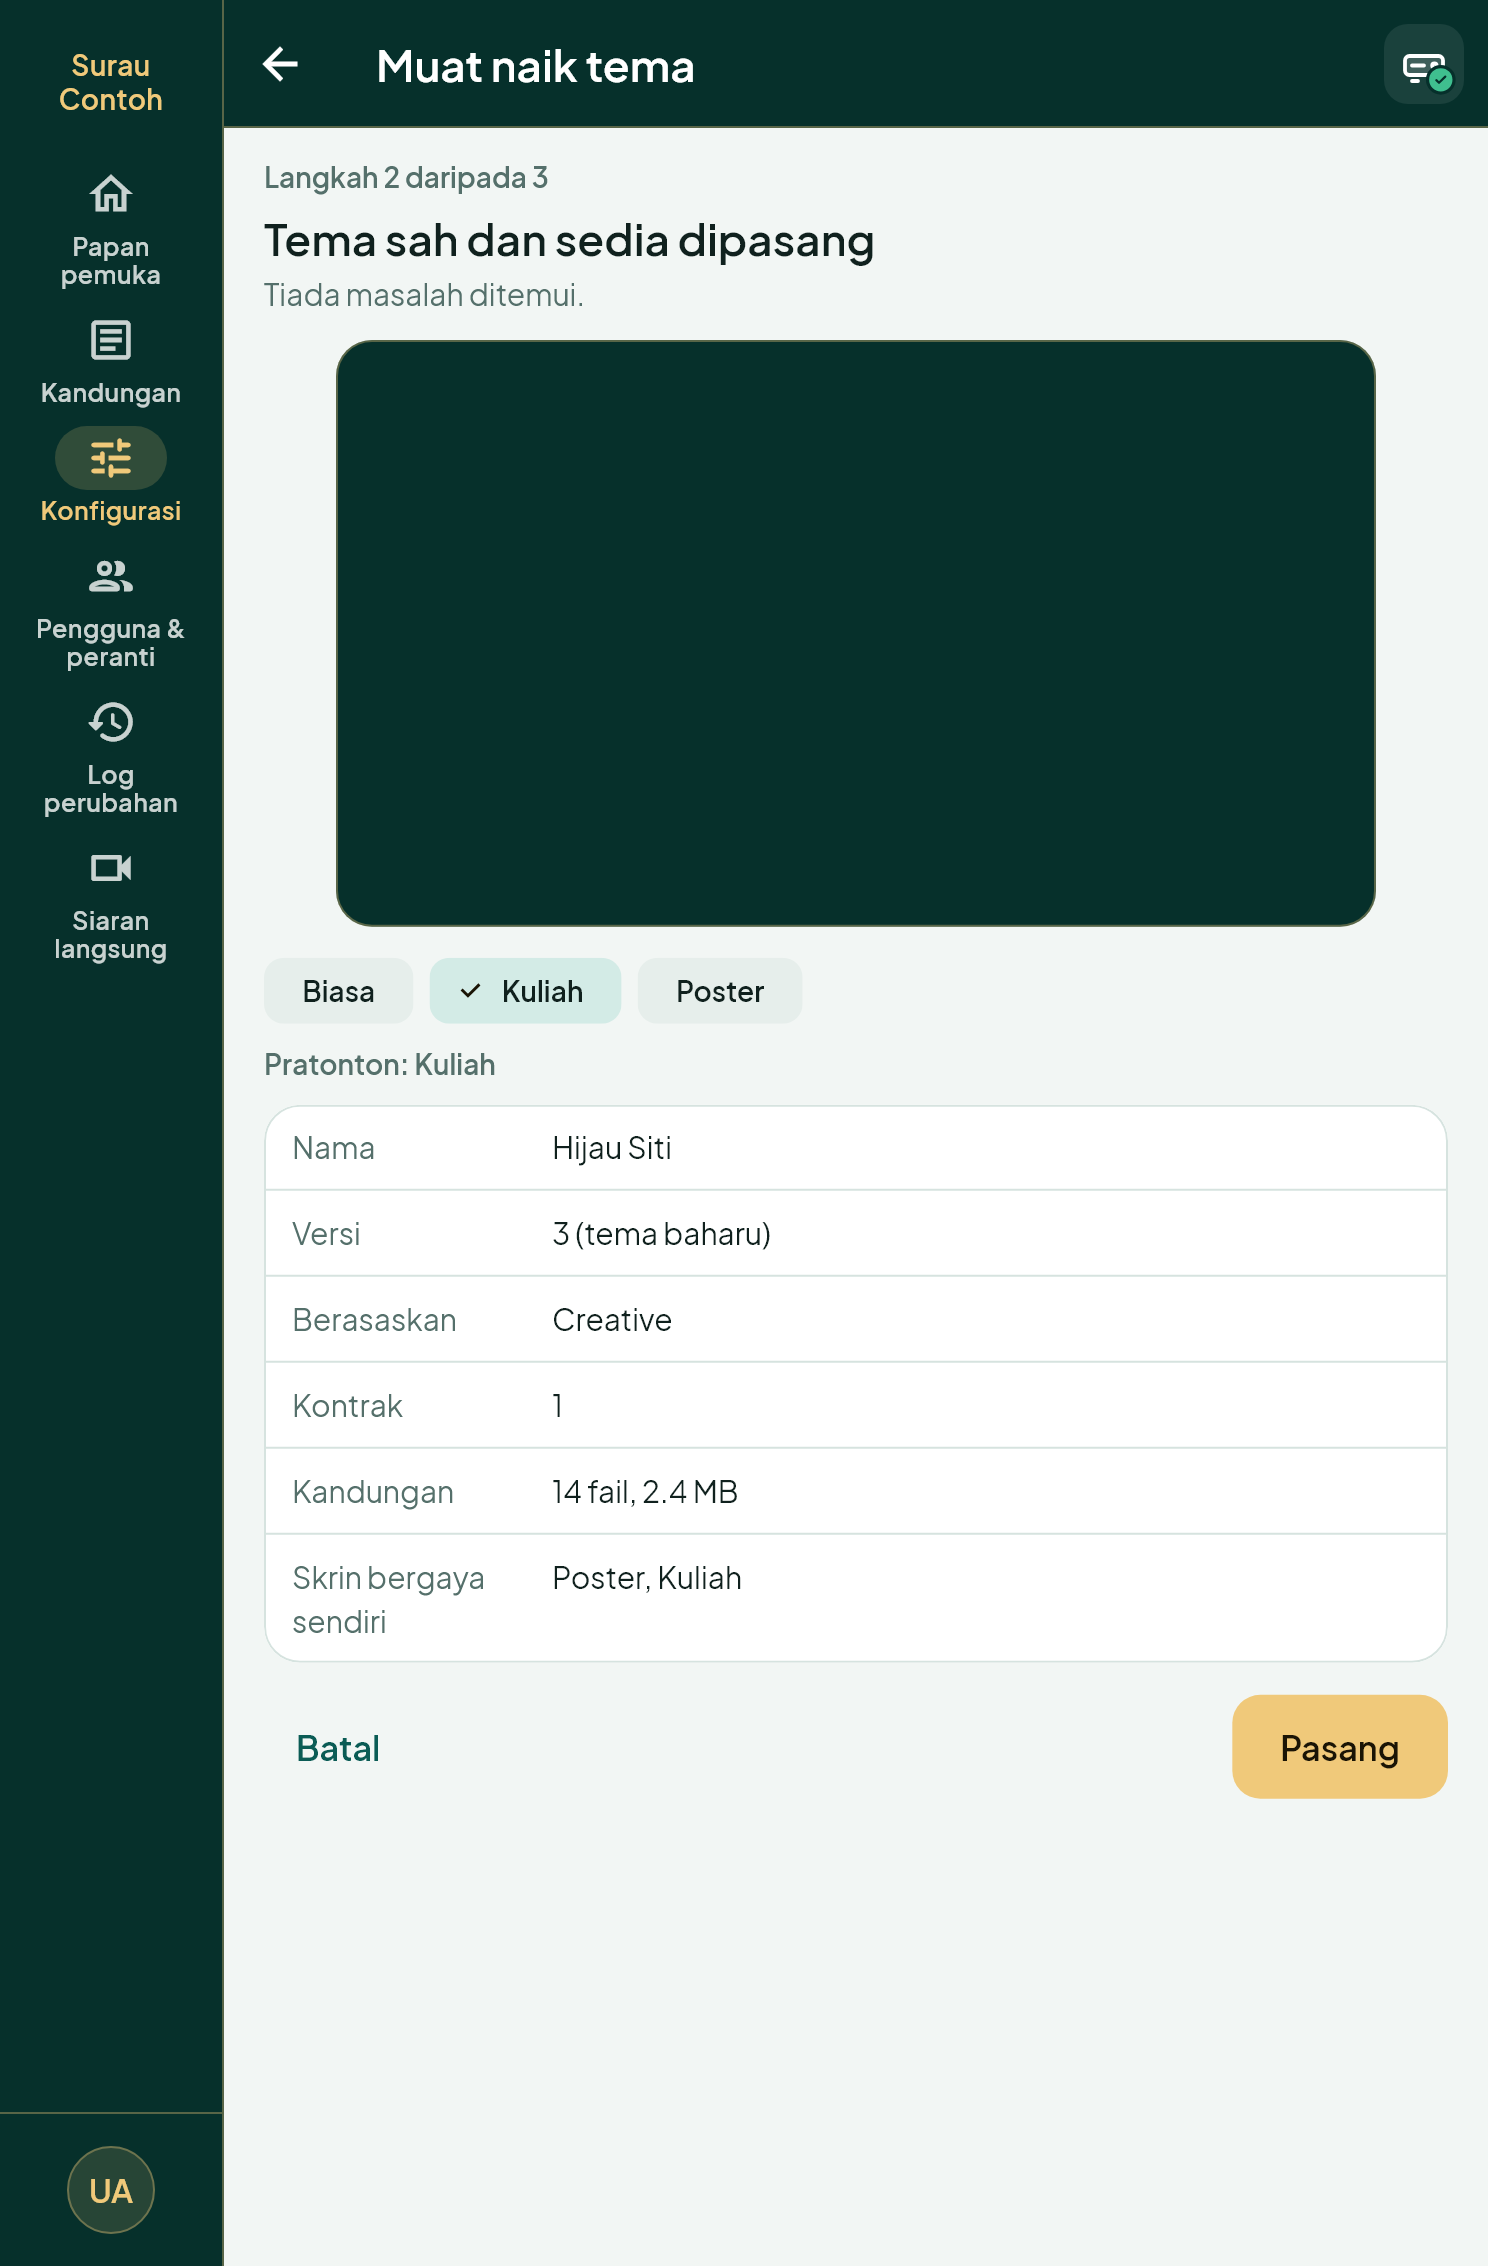 Surau
Contoh
Papan
pemuka
Kandungan
Konfigurasi
Pengguna &
peranti
Log
perubahan
Siaran
langsung
UA
Muat naik tema
Langkah 2 daripada 3
Tema sah dan sedia dipasang
Tiada masalah ditemui.
Biasa
Kuliah
Poster
Pratonton: Kuliah
Nama
Hijau Siti
Versi
3 (tema baharu)
Berasaskan
Creative
Kontrak
1
Kandungan
14 fail, 2.4 MB
Skrin bergaya
sendiri
Poster, Kuliah
Batal
Pasang